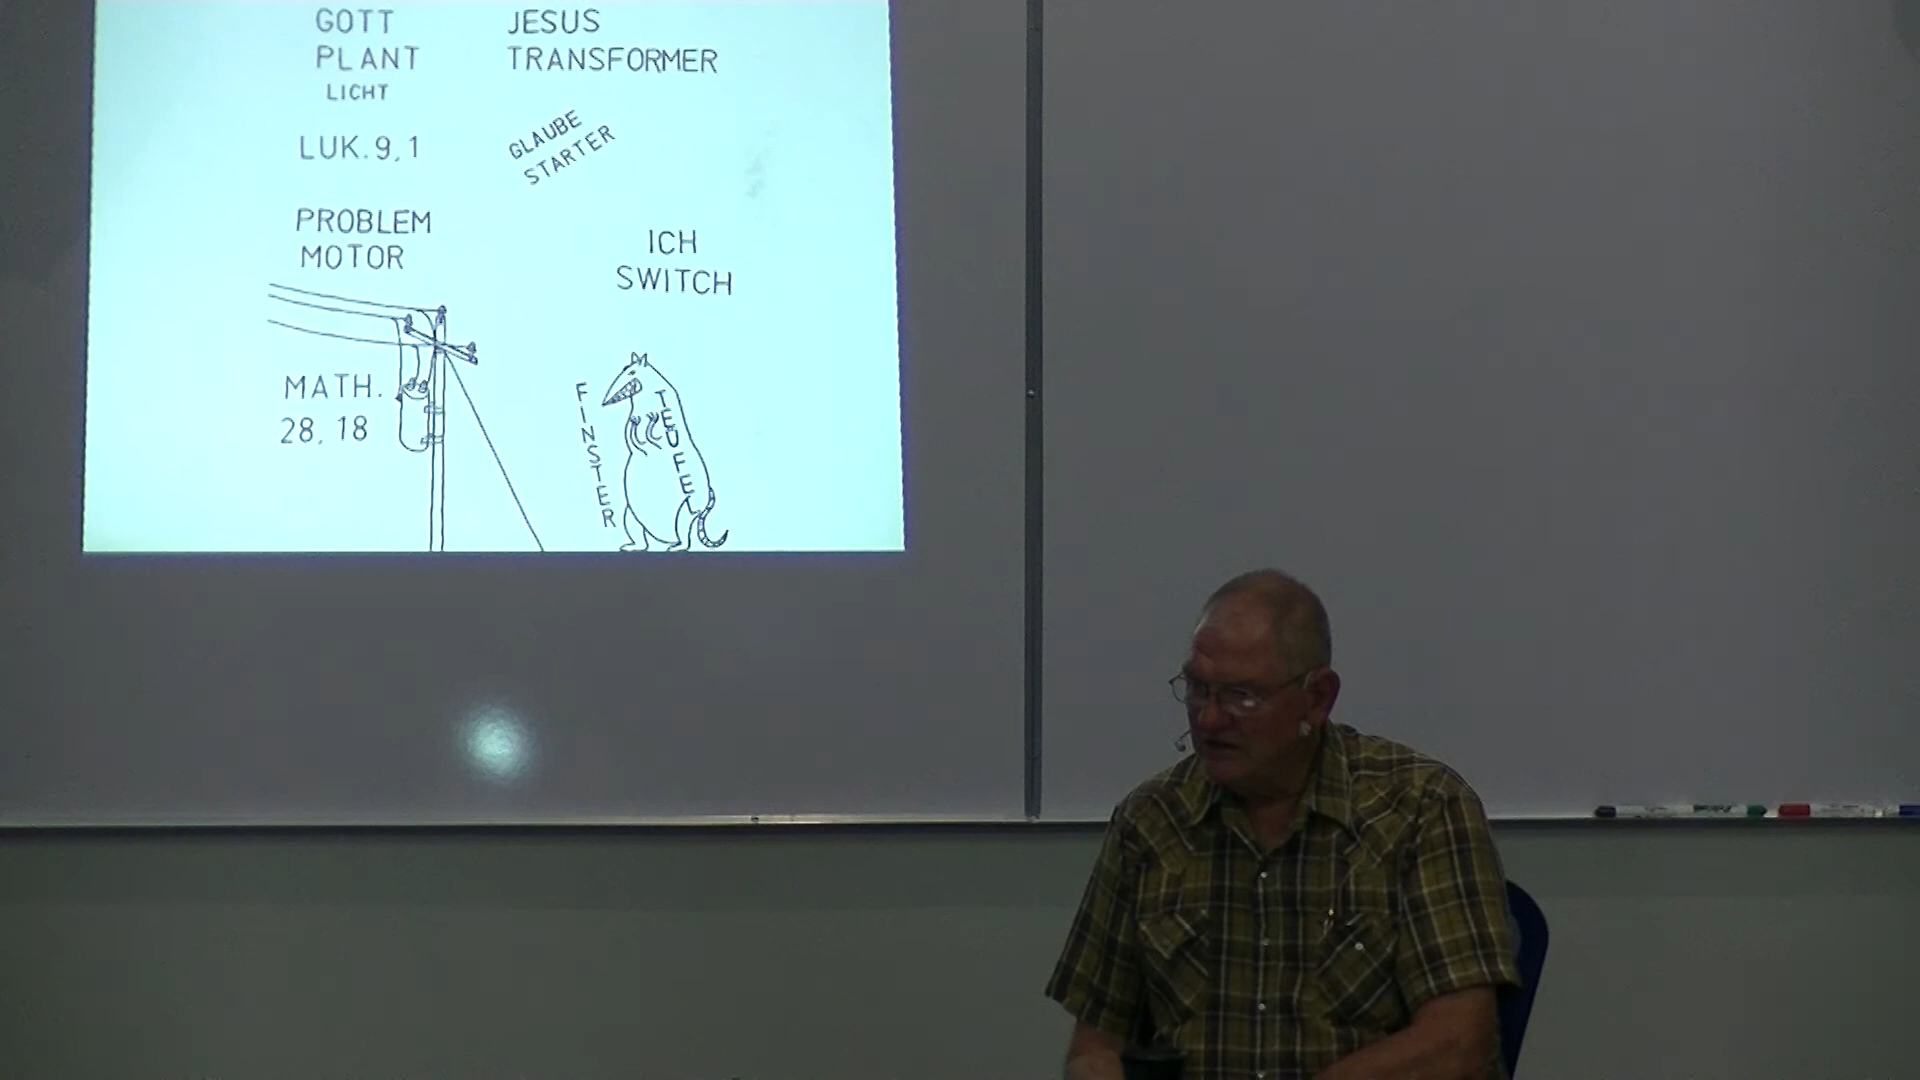 GOTT
PLANT
LICHT
JESUS
TRANSFORMER
LUK. 9, 1
GLAUBE
STARTER
PROBLEM
MOTOR
ICH
SWITCH
MATH.
28, 18
FINSTER
TEUFEL